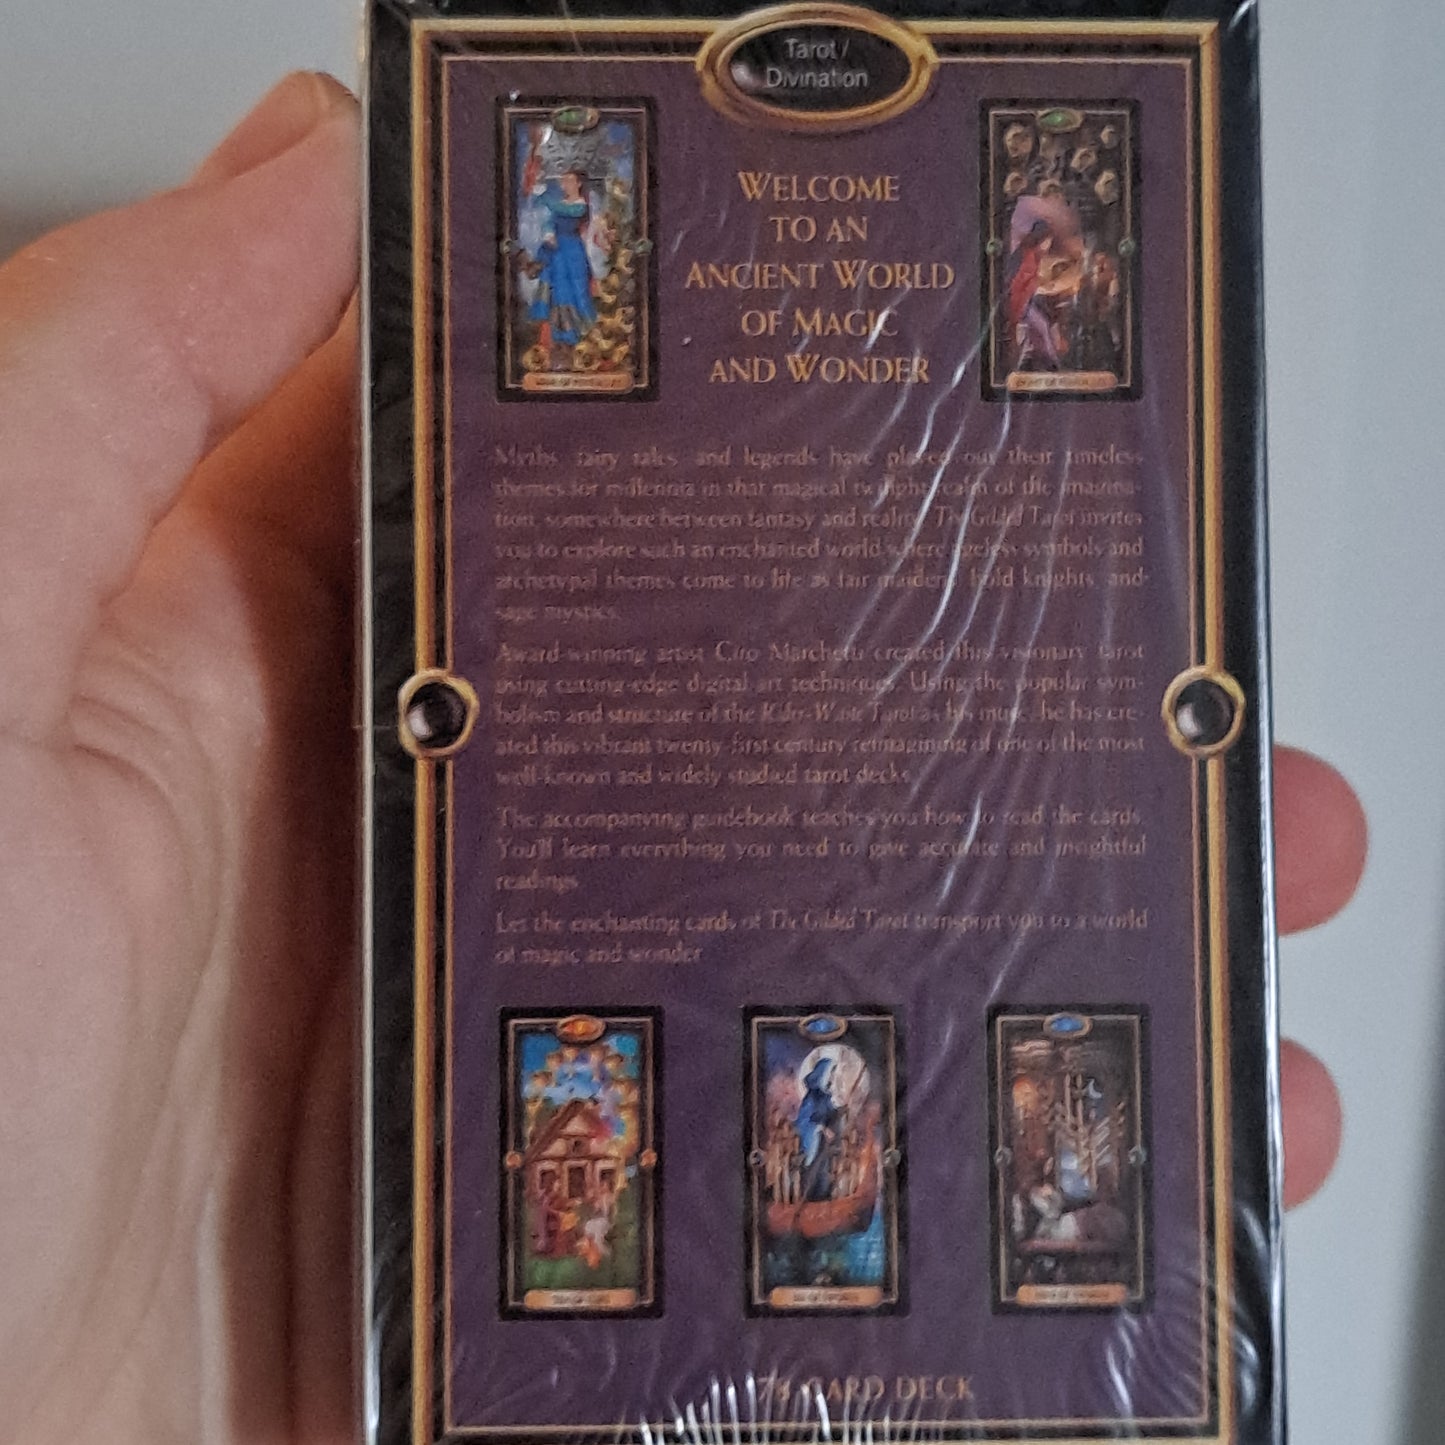 Tarot /
Divination
WELCOME
TO AN
ANCIENT WORLD
OF MAGIC
AND WONDER
Myths, fairy tales, and legends have played out their timeless
themes for millennia in that magical twilight realm of the imagina-
tion, somewhere between fantasy and reality. The Gilded Tarot invites
you to explore such an enchanted world where ageless symbols and
archetypal themes come to life as fair maidens, bold knights, and
sage mystics.
Award-winning artist Ciro Marchetti created this visionary tarot
using cutting-edge digital art techniques. Using the popular sym-
bolism and structure of the Rider-Waite Tarot as his muse, he has cre-
ated this vibrant twenty-first century reimagining of one of the most
well-known and widely studied tarot decks.
The accompanying guidebook teaches you how to read the cards.
You'll learn everything you need to give accurate and insightful
readings.
Let the enchanting cards of The Gilded Tarot transport you to a world
of magic and wonder.
78 CARD DECK